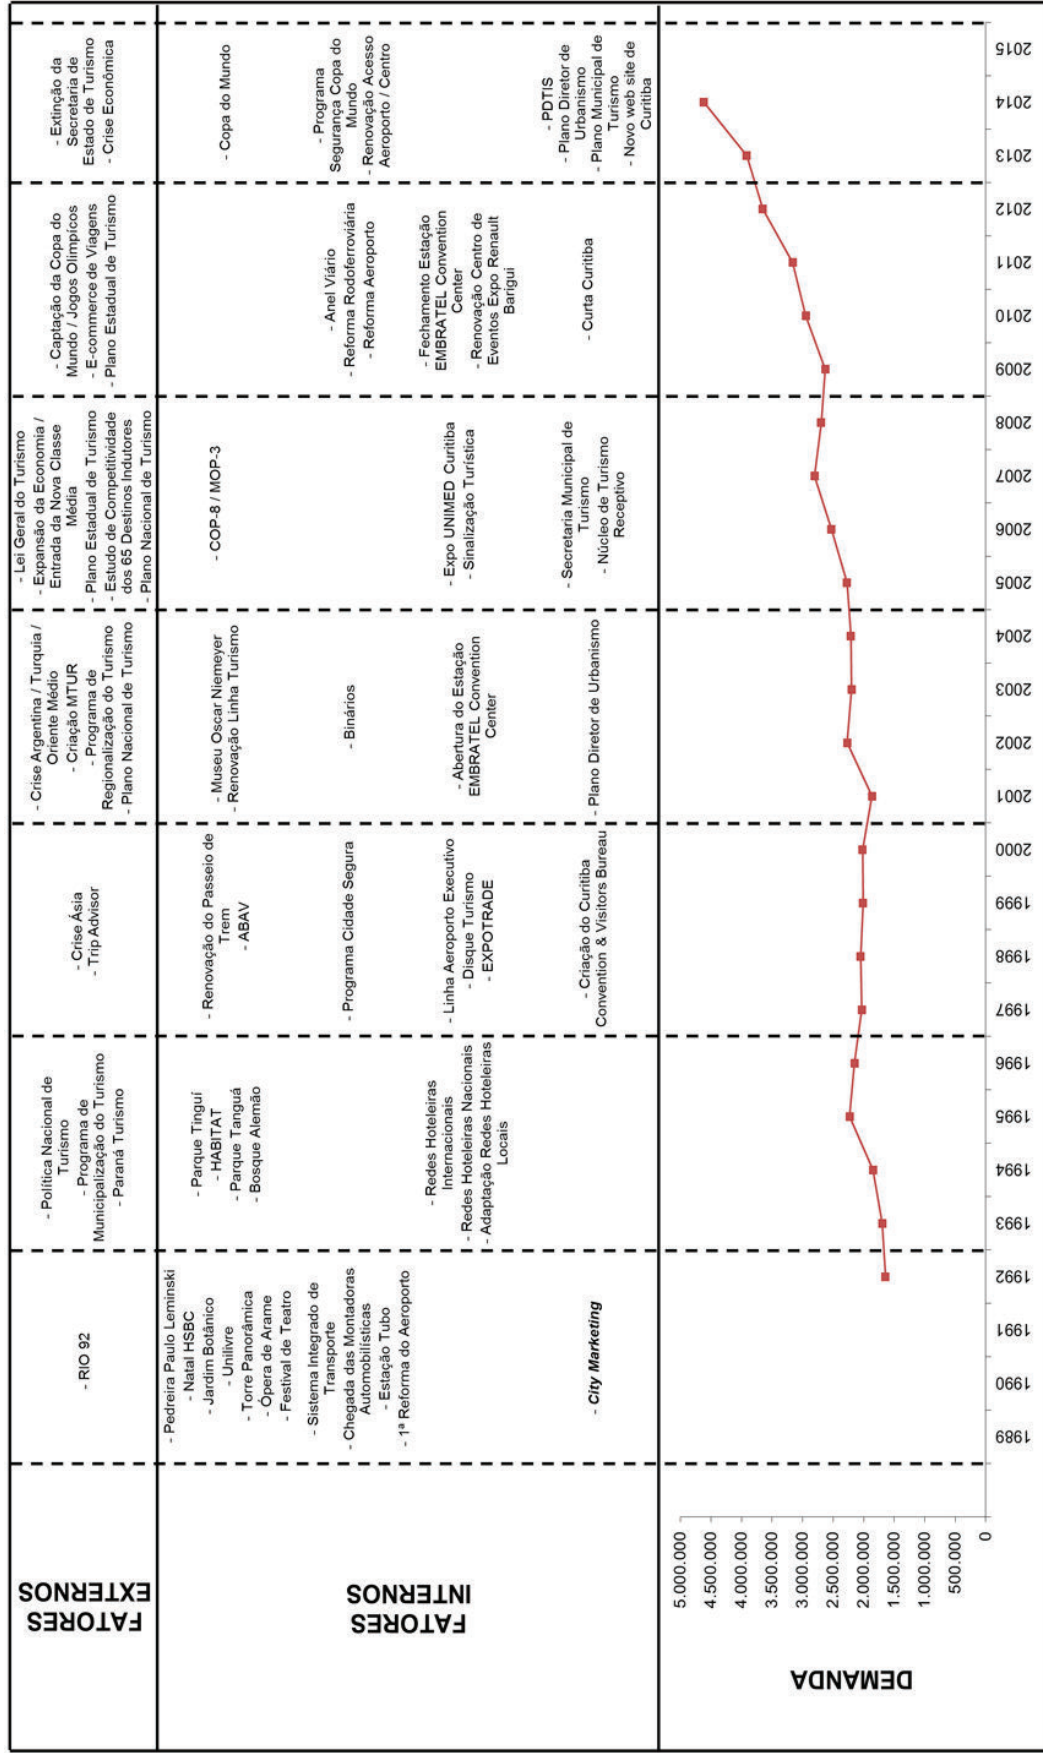 FATORES
EXTERNOS
- RIO 92
- Política Nacional de
Turismo
- Programa de
Municipalização do Turismo
- Paraná Turismo
- Crise Ásia
- Trip Advisor
- Crise Argentina / Turquia /
Oriente Médio
- Criação MTUR
- Programa de
Regionalização do Turismo
- Plano Nacional de Turismo
- Lei Geral do Turismo
- Expansão da Economia /
Entrada da Nova Classe
Média
- Plano Estadual de Turismo
- Estudo de Competitividade
dos 65 Destinos Indutores
- Plano Nacional de Turismo
- Captação da Copa do
Mundo / Jogos Olímpicos
- E-commerce de Viagens
- Plano Estadual de Turismo
- Extinção da
Secretaria de
Estado de Turismo
- Crise Econômica
FATORES
INTERNOS
- Pedreira Paulo Leminski
- Natal HSBC
- Jardim Botânico
- Unilivre
- Torre Panorâmica
- Ópera de Arame
- Festival de Teatro
- Parque Tinguí
- HABITAT
- Parque Tanguá
- Bosque Alemão
- Renovação do Passeio de
Trem
- ABAV
- Museu Oscar Niemeyer
- Renovação Linha Turismo
- COP-8 / MOP-3
- Copa do Mundo
- Sistema Integrado de
Transporte
- Chegada das Montadoras
Automobilísticas
- Estação Tubo
- 1ª Reforma do Aeroporto
- Programa Cidade Segura
- Binários
- Anel Viário
- Reforma Rodoferroviária
- Reforma Aeroporto
- Programa
Segurança Copa do
Mundo
- Renovação Acesso
Aeroporto / Centro
- Redes Hoteleiras
Internacionais
- Redes Hoteleiras Nacionais
- Adaptação Redes Hoteleiras
Locais
- Linha Aeroporto Executivo
- Disque Turismo
- EXPOTRADE
- Abertura do Estação
EMBRATEL Convention
Center
- Expo UNIMED Curitiba
- Sinalização Turística
- Fechamento Estação
EMBRATEL Convention
Center
- Renovação Centro de
Eventos Expo Renault
Barigui
- City Marketing
- Criação do Curitiba
Convention & Visitors Bureau
- Plano Diretor de Urbanismo
- Secretaria Municipal de
Turismo
- Núcleo de Turismo
Receptivo
- Curta Curitiba
- PDTIS
- Plano Diretor de
Urbanismo
- Plano Municipal de
Turismo
- Novo web site de
Curitiba
DEMANDA
5.000.000
4.500.000
4.000.000
3.500.000
3.000.000
2.500.000
2.000.000
1.500.000
1.000.000
500.000
0
1989 1990 1991 1992 1993 1994 1995 1996 1997 1998 1999 2000 2001 2002 2003 2004 2005 2006 2007 2008 2009 2010 2011 2012 2013 2014 2015